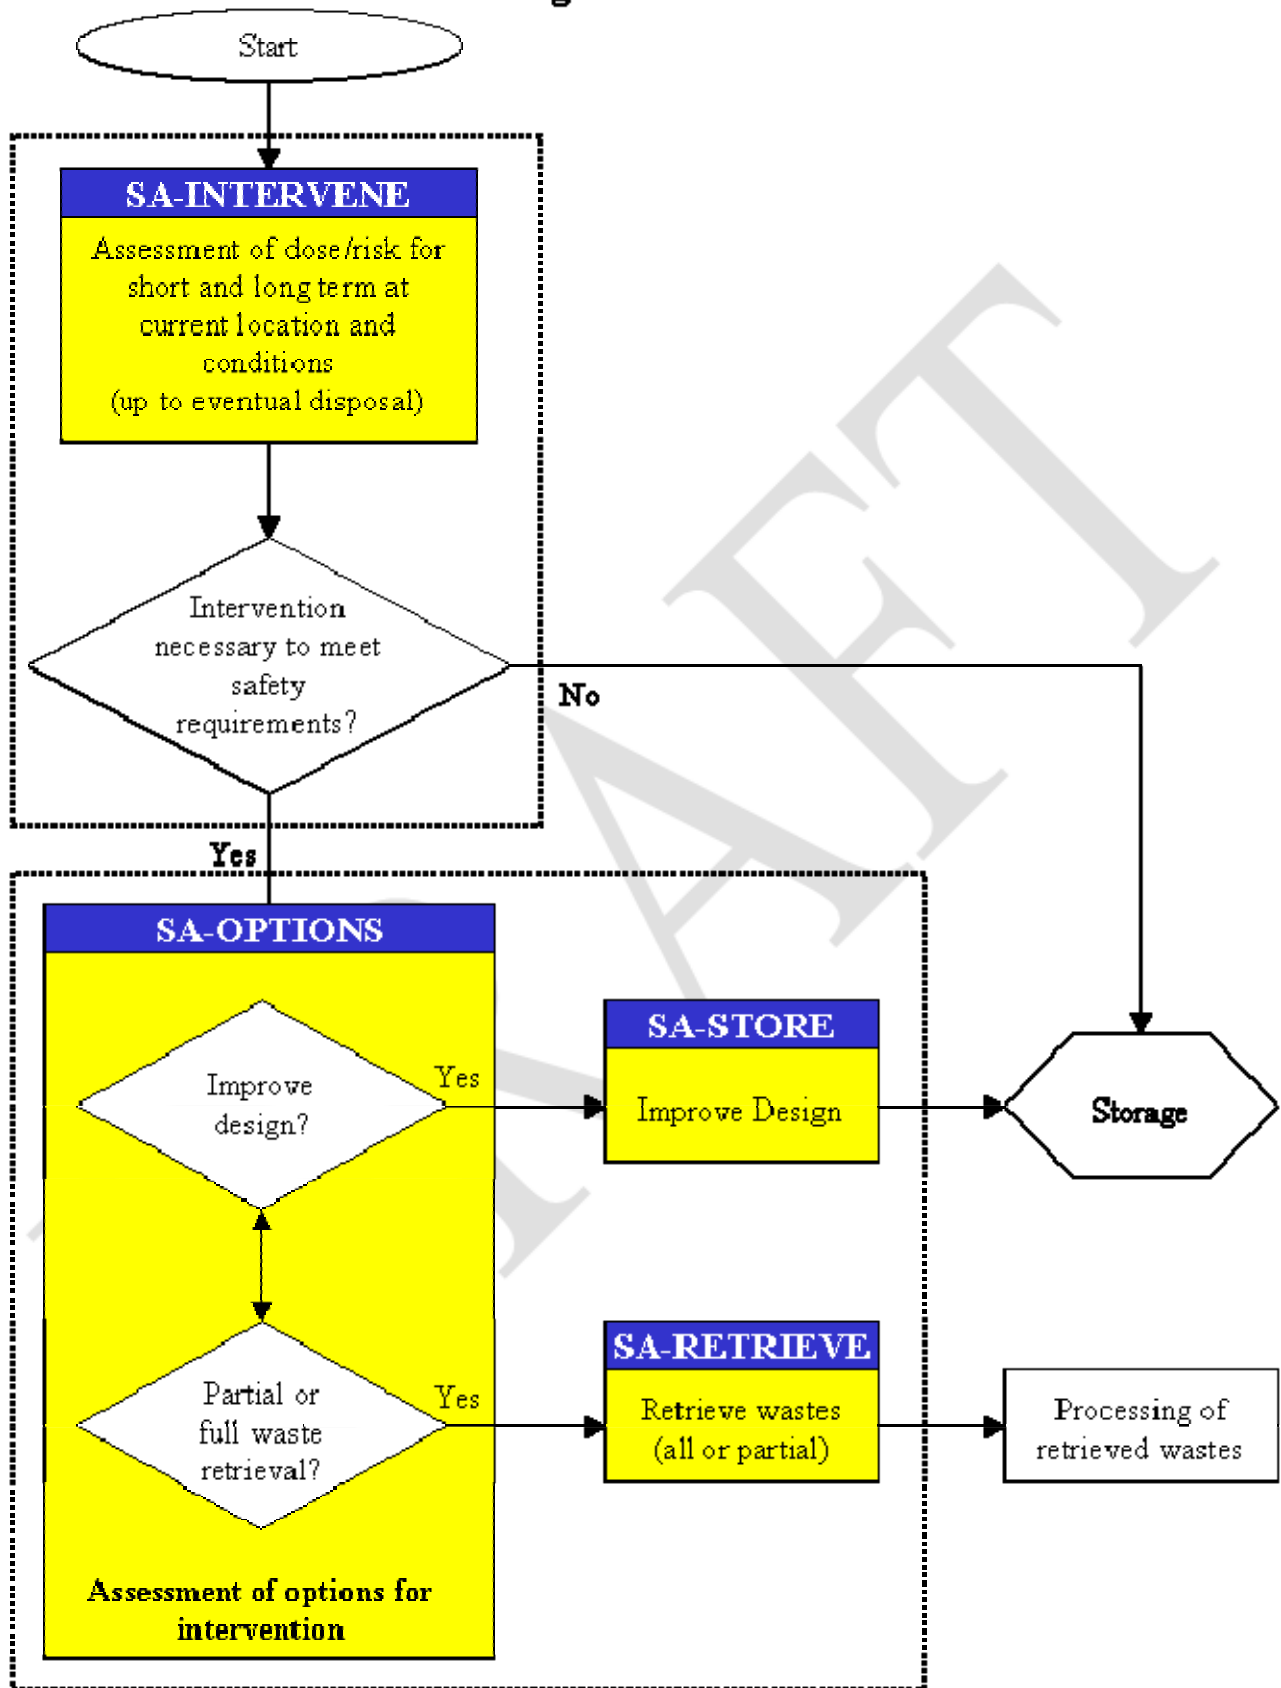 Start
SA-INTERVENE
Assessment of dose/risk for
short and long term at
current location and
conditions
(up to eventual disposal)
Intervention
necessary to meet
safety
requirements?
No
Yes
SA-OPTIONS
Improve
design?
Yes
SA-STORE
Improve Design
Storage
Partial or
full waste
retrieval?
Yes
SA-RETRIEVE
Retrieve wastes
(all or partial)
Processing of
retrieved wastes
Assessment of options for
intervention
RAFT